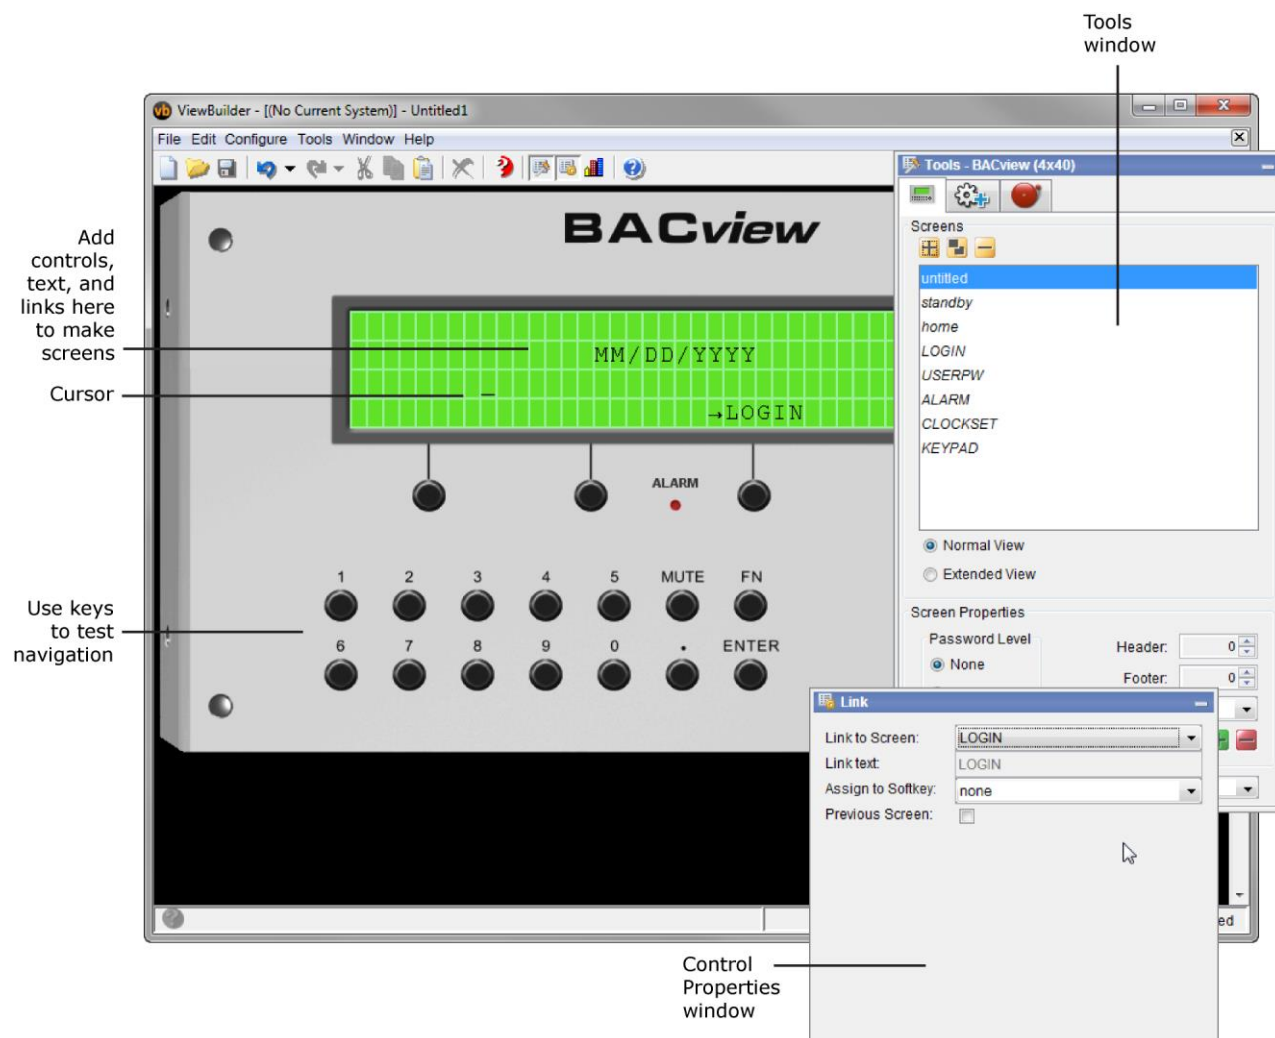 Tools
window
ViewBuilder - [(No Current System)] - Untitled1
File Edit Configure Tools Window Help
Tools - BACview (4x40)
BACview
Add
controls,
text, and
links here
to make
screens
Cursor
MM/DD/YYYY
→LOGIN
Screens
untitled
standby
home
LOGIN
USERPW
ALARM
CLOCKSET
KEYPAD
Normal View
Extended View
ALARM
1 2 3 4 5 MUTE FN
6 7 8 9 0 . ENTER
Use keys
to test
navigation
Screen Properties
Password Level
None
Header: 0
Footer: 0
Link
Link to Screen: LOGIN
Link text: LOGIN
Assign to Softkey: none
Previous Screen:
Control
Properties
window